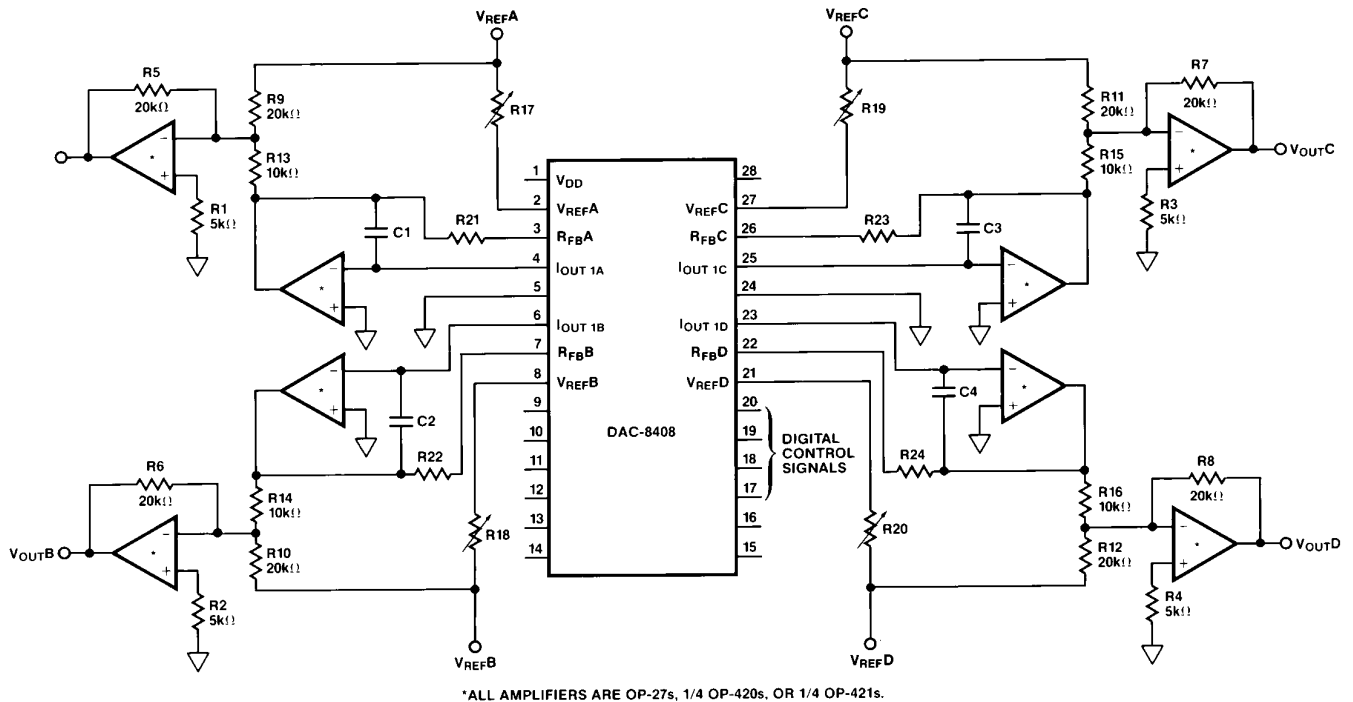 VREFA
VREFC
R5
20kΩ
R9
20kΩ
R17
R19
R11
20kΩ
R7
20kΩ
-
*
+
R13
10kΩ
R15
10kΩ
-
*
+
VOUTC
R1
5kΩ
R3
5kΩ
1
VDD
28
2
VREFA
VREFC
27
R21
3
RFBA
RFBC
26
R23
C1
C3
4
IOUT 1A
IOUT 1C
25
-
*
+
-
*
+
5
24
6
IOUT 1B
IOUT 1D
23
7
RFBB
RFBD
22
8
VREFB
VREFD
21
-
*
+
-
*
+
C2
C4
9
10
11
12
13
14
DAC-8408
20
19
18
17
16
15
DIGITAL
CONTROL
SIGNALS
R22
R24
R6
20kΩ
R14
10kΩ
R18
R20
R16
10kΩ
R8
20kΩ
VOUTB
-
*
+
R10
20kΩ
R12
20kΩ
-
*
+
VOUTD
R2
5kΩ
R4
5kΩ
VREFB
VREFD
*ALL AMPLIFIERS ARE OP-27s, 1/4 OP-420s, OR 1/4 OP-421s.